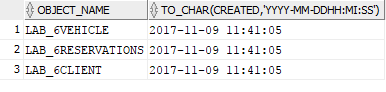 OBJECT_NAME TO_CHAR(CREATED,'YYYY-MM-DDHH:MI:SS')
1 LAB_6VEHICLE 2017-11-09 11:41:05
2 LAB_6RESERVATIONS 2017-11-09 11:41:05
3 LAB_6CLIENT 2017-11-09 11:41:05